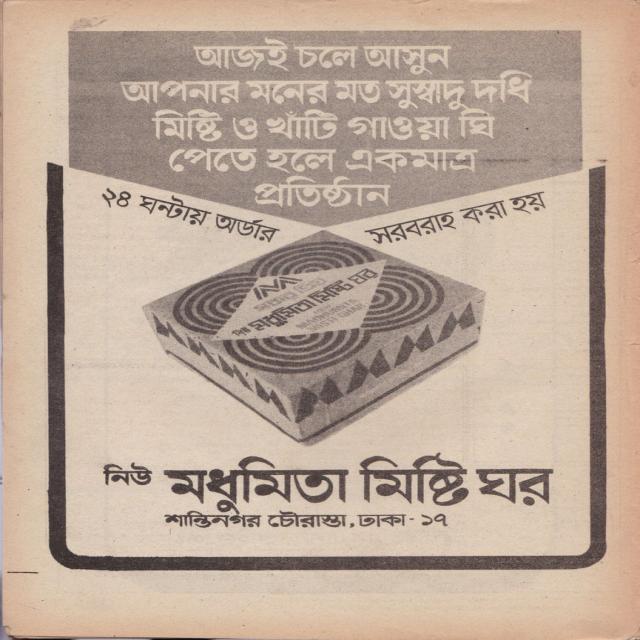 আজই চলে আসুন
আপনার মনের মত সুস্বাদু দধি
মিষ্টি ও খাঁটি গাওয়া ঘি
পেতে হলে একমাত্র
প্রতিষ্ঠান
২৪ ঘন্টায় অর্ডার সরবরাহ করা হয়
মধুমিতা মিষ্টি ঘর
নিউ মধুমিতা মিষ্টি ঘর
শান্তিনগর চৌরাস্তা, ঢাকা - ১৭